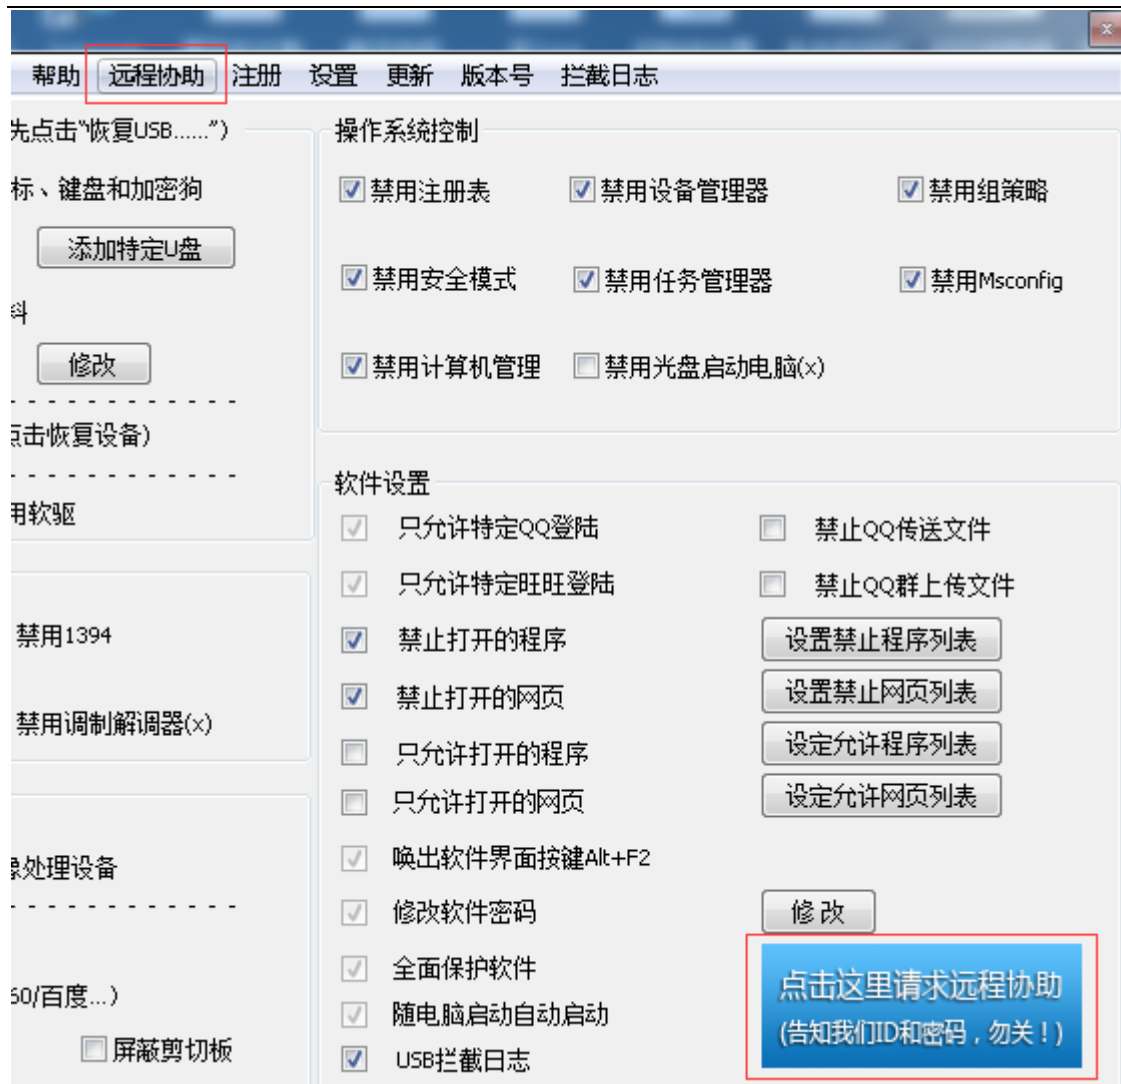 帮助 远程协助 注册 设置 更新 版本号 拦截日志
先点击"恢复USB……")
标、键盘和加密狗
添加特定U盘
料
修改
点击恢复设备)
用软驱
禁用1394
禁用调制解调器(x)
象处理设备
60/百度...)
屏蔽剪切板
操作系统控制
禁用注册表 禁用设备管理器 禁用组策略
禁用安全模式 禁用任务管理器 禁用Msconfig
禁用计算机管理 禁用光盘启动电脑(x)
软件设置
只允许特定QQ登陆 禁止QQ传送文件
只允许特定旺旺登陆 禁止QQ群上传文件
禁止打开的程序 设置禁止程序列表
禁止打开的网页 设置禁止网页列表
只允许打开的程序 设定允许程序列表
只允许打开的网页 设定允许网页列表
唤出软件界面按键Alt+F2
修改软件密码 修改
全面保护软件
随电脑启动自动启动
USB拦截日志
点击这里请求远程协助
(告知我们ID和密码，勿关！)